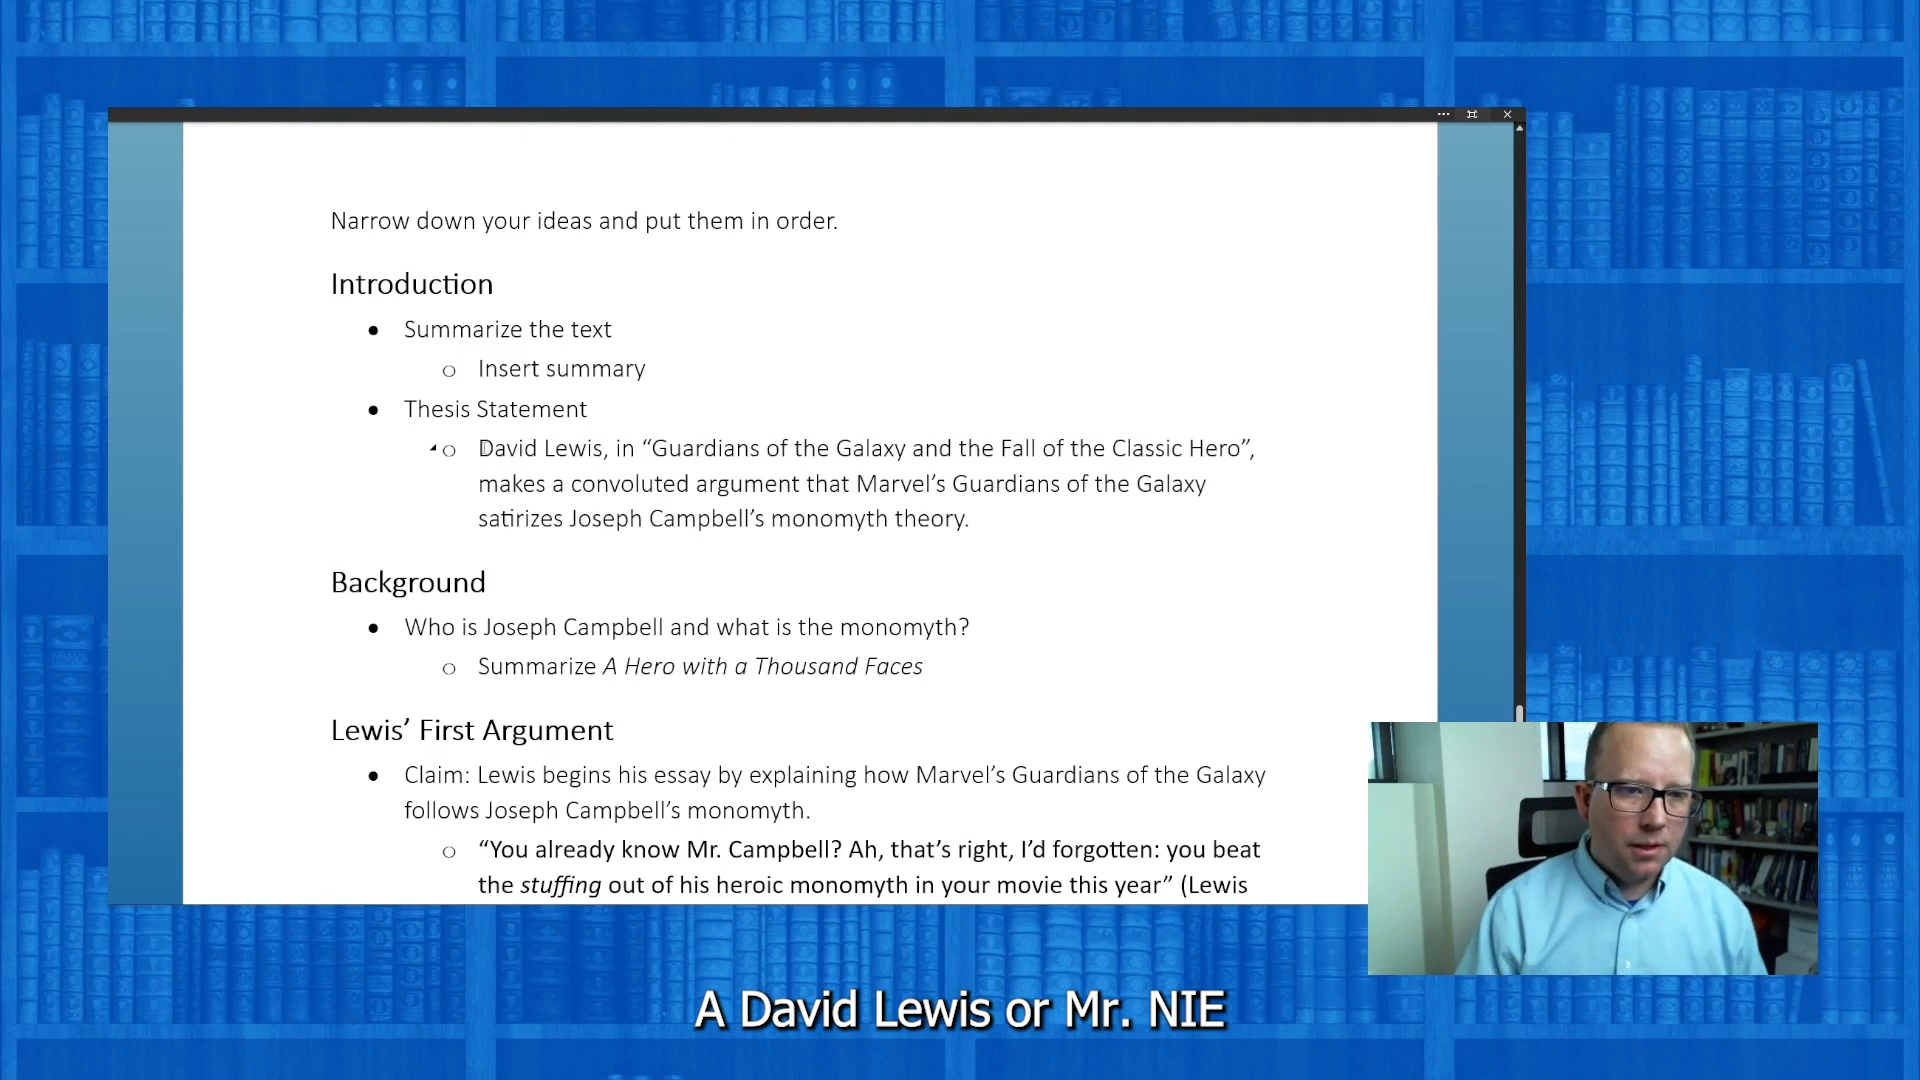 Narrow down your ideas and put them in order.
Introduction
• Summarize the text
o Insert summary
• Thesis Statement
o David Lewis, in “Guardians of the Galaxy and the Fall of the Classic Hero”,
makes a convoluted argument that Marvel’s Guardians of the Galaxy
satirizes Joseph Campbell’s monomyth theory.
Background
• Who is Joseph Campbell and what is the monomyth?
o Summarize A Hero with a Thousand Faces
Lewis’ First Argument
• Claim: Lewis begins his essay by explaining how Marvel’s Guardians of the Galaxy
follows Joseph Campbell’s monomyth.
o “You already know Mr. Campbell? Ah, that’s right, I’d forgotten: you beat
the stuffing out of his heroic monomyth in your movie this year” (Lewis
A David Lewis or Mr. NIE